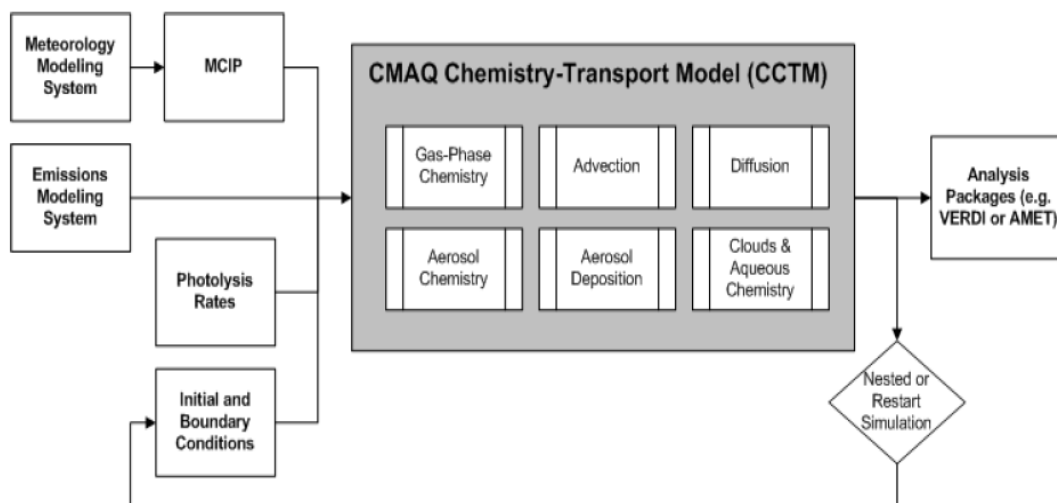 Meteorology
Modeling
System
MCIP
Emissions
Modeling
System
Photolysis
Rates
Initial and
Boundary
Conditions
CMAQ Chemistry-Transport Model (CCTM)
Gas-Phase
Chemistry
Advection
Diffusion
Aerosol
Chemistry
Aerosol
Deposition
Clouds &
Aqueous
Chemistry
Analysis
Packages (e.g.
VERDI or AMET)
Nested or
Restart
Simulation